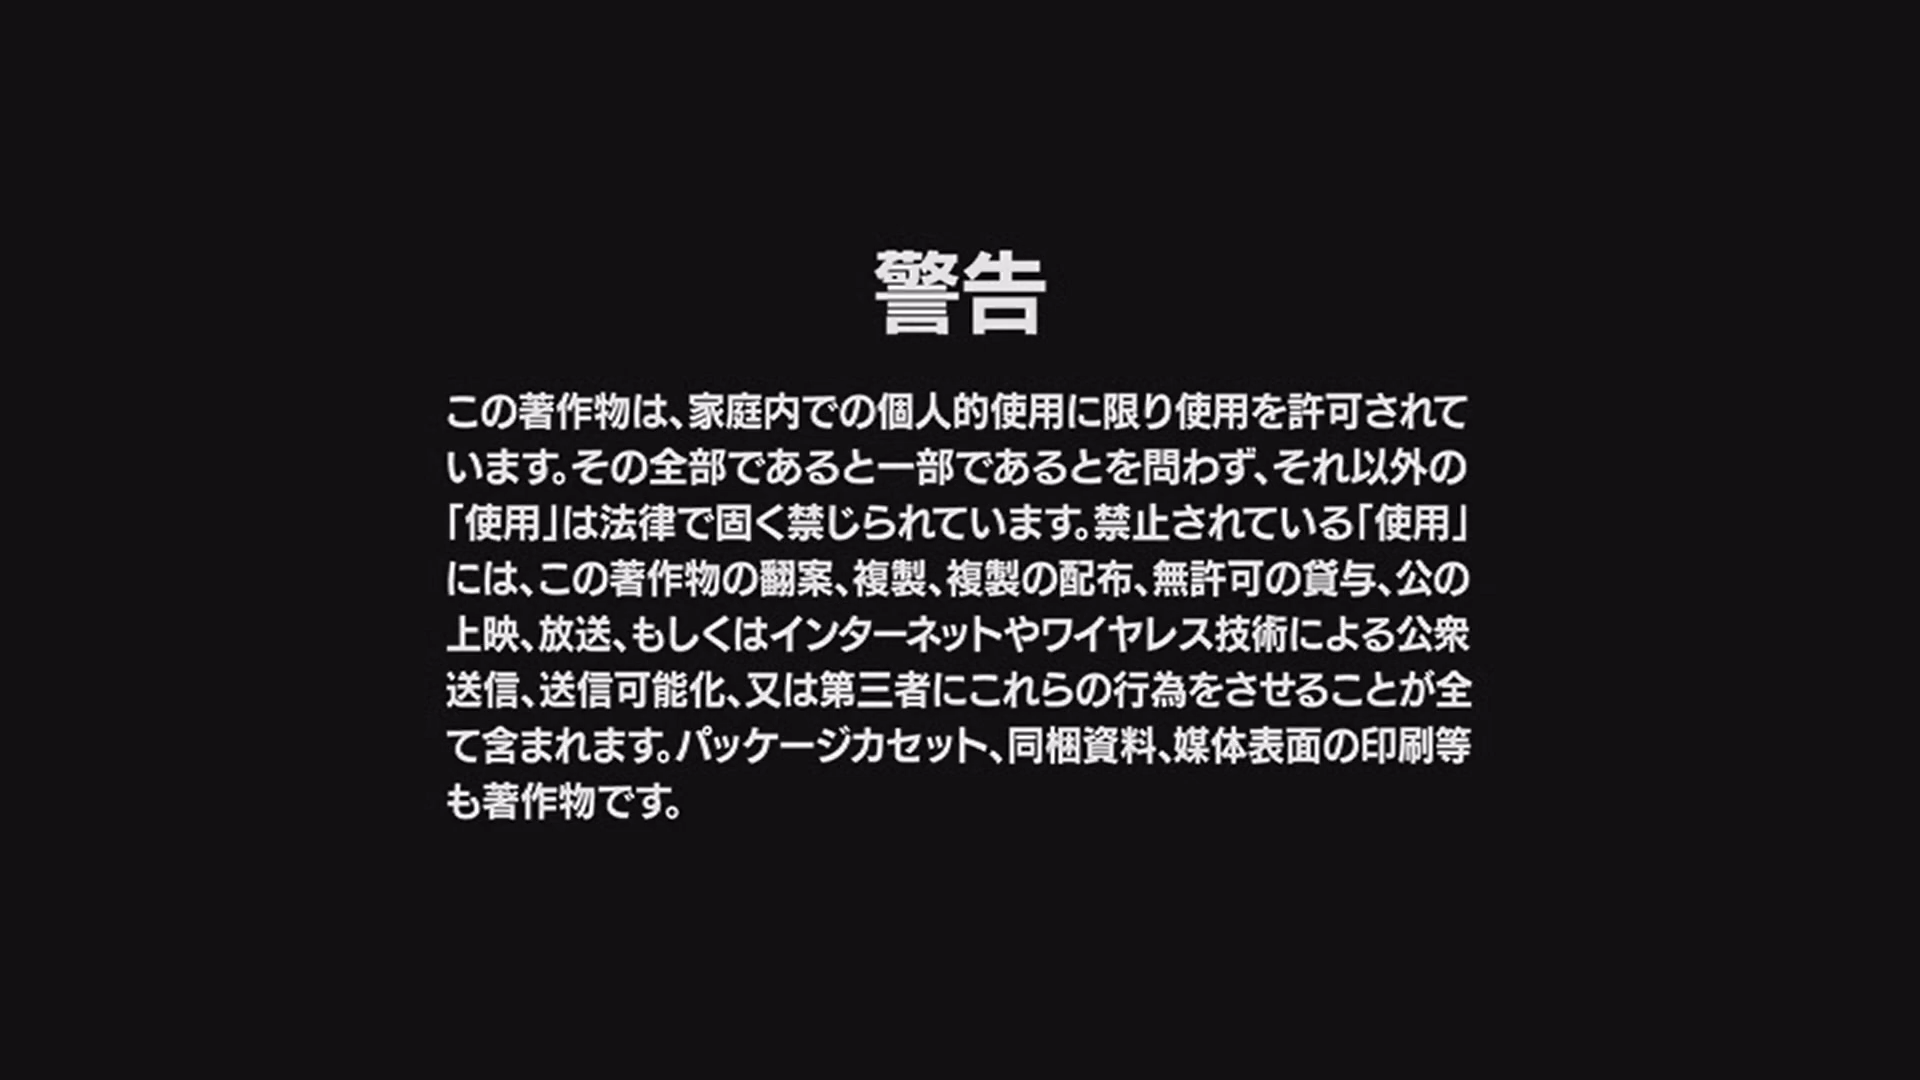 警告
この著作物は、家庭内での個人的使用に限り使用を許可されて
います。その全部であると一部であるとを問わず、それ以外の
「使用」は法律で固く禁じられています。禁止されている「使用」
には、この著作物の翻案、複製、複製の配布、無許可の貸与、公の
上映、放送、もしくはインターネットやワイヤレス技術による公衆
送信、送信可能化、又は第三者にこれらの行為をさせることが全
て含まれます。パッケージカセット、同梱資料、媒体表面の印刷等
も著作物です。